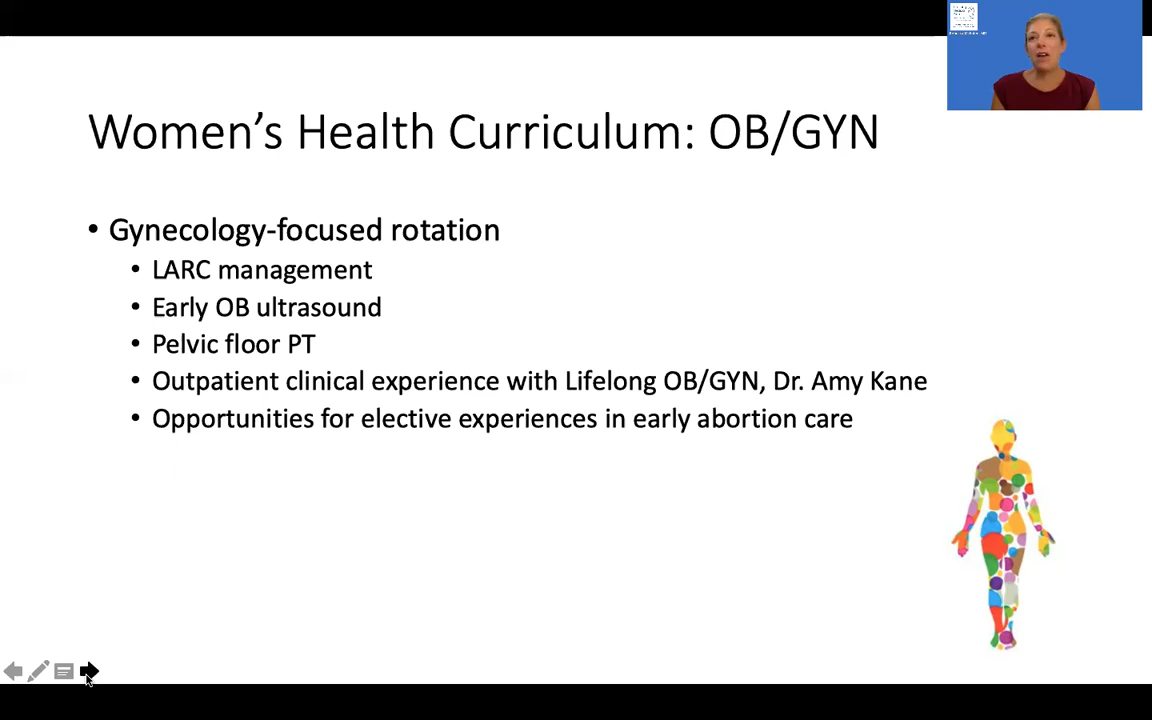 Women's Health Curriculum: OB/GYN
• Gynecology-focused rotation
• LARC management
• Early OB ultrasound
• Pelvic floor PT
• Outpatient clinical experience with Lifelong OB/GYN, Dr. Amy Kane
• Opportunities for elective experiences in early abortion care